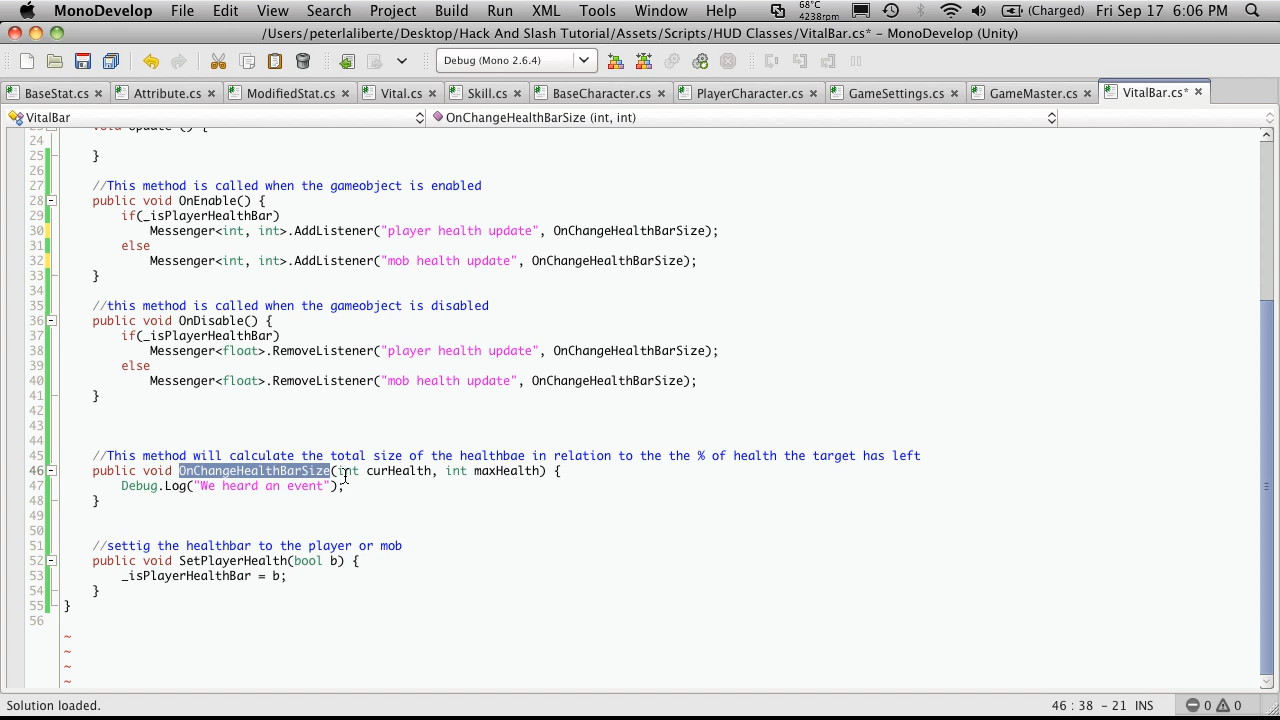 MonoDevelop File Edit View Search Project Build Run XML Tools Window Help 68°C 4238rpm (Charged) Fri Sep 17 6:06 PM
/Users/peterlaliberte/Desktop/Hack And Slash Tutorial/Assets/Scripts/HUD Classes/VitalBar.cs* - MonoDevelop (Unity)
Debug (Mono 2.6.4)
BaseStat.cs Attribute.cs ModifiedStat.cs Vital.cs Skill.cs BaseCharacter.cs PlayerCharacter.cs GameSettings.cs GameMaster.cs VitalBar.cs*
VitalBar OnChangeHealthBarSize (int, int)
23 void Update () {
24
25 }
26
27 //This method is called when the gameobject is enabled
28 public void OnEnable() {
29 if(_isPlayerHealthBar)
30 Messenger<int, int>.AddListener("player health update", OnChangeHealthBarSize);
31 else
32 Messenger<int, int>.AddListener("mob health update", OnChangeHealthBarSize);
33 }
34
35 //this method is called when the gameobject is disabled
36 public void OnDisable() {
37 if(_isPlayerHealthBar)
38 Messenger<float>.RemoveListener("player health update", OnChangeHealthBarSize);
39 else
40 Messenger<float>.RemoveListener("mob health update", OnChangeHealthBarSize);
41 }
42
43
44
45 //This method will calculate the total size of the healthbae in relation to the the % of health the target has left
46 public void OnChangeHealthBarSize(int curHealth, int maxHealth) {
47 Debug.Log("We heard an event");
48 }
49
50
51 //settig the healthbar to the player or mob
52 public void SetPlayerHealth(bool b) {
53 _isPlayerHealthBar = b;
54 }
55 }
56
~
~
~
~
Solution loaded. 46 : 38 - 21 INS 0 0